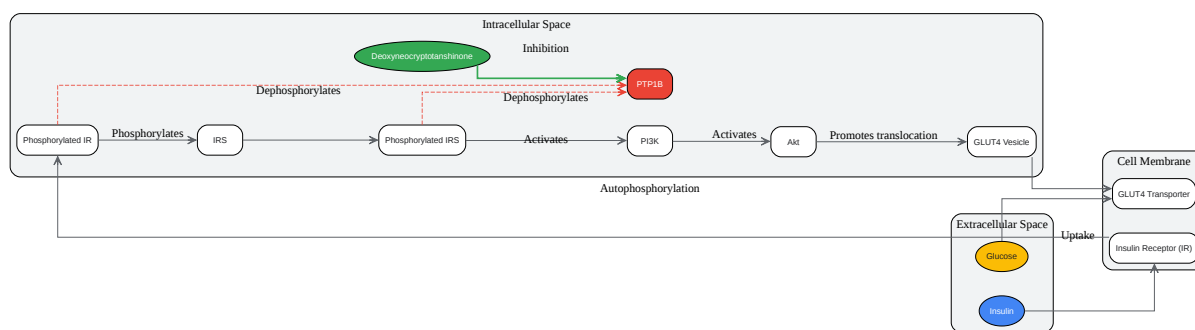 Intracellular Space
Inhibition
Deoxyneocryptotanshinone
PTP1B
Dephosphorylates
Dephosphorylates
Phosphorylated IR
Phosphorylates
IRS
Phosphorylated IRS
Activates
PI3K
Activates
Akt
Promotes translocation
GLUT4 Vesicle
Cell Membrane
Autophosphorylation
GLUT4 Transporter
Extracellular Space
Uptake
Insulin Receptor (IR)
Glucose
Insulin